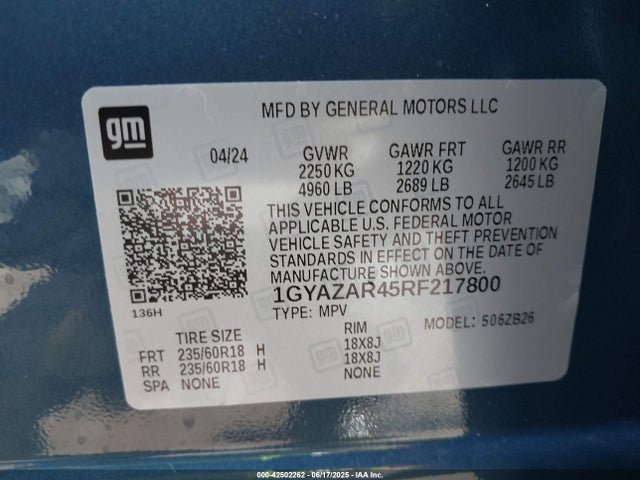 gm
MFD BY GENERAL MOTORS LLC
04/24 GVWR GAWR FRT GAWR RR
2250 KG 1220 KG 1200 KG
4960 LB 2689 LB 2645 LB
THIS VEHICLE CONFORMS TO ALL
APPLICABLE U.S. FEDERAL MOTOR
VEHICLE SAFETY AND THEFT PREVENTION
STANDARDS IN EFFECT ON THE DATE OF
MANUFACTURE SHOWN ABOVE.
136H
1GYAZAR45RF217800
TYPE: MPV MODEL: 506ZB26
TIRE SIZE RIM
FRT 235/60R18 H 18X8J
RR 235/60R18 H 18X8J
SPA NONE NONE
000-42502262 - 06/17/2025 - IAA Inc.